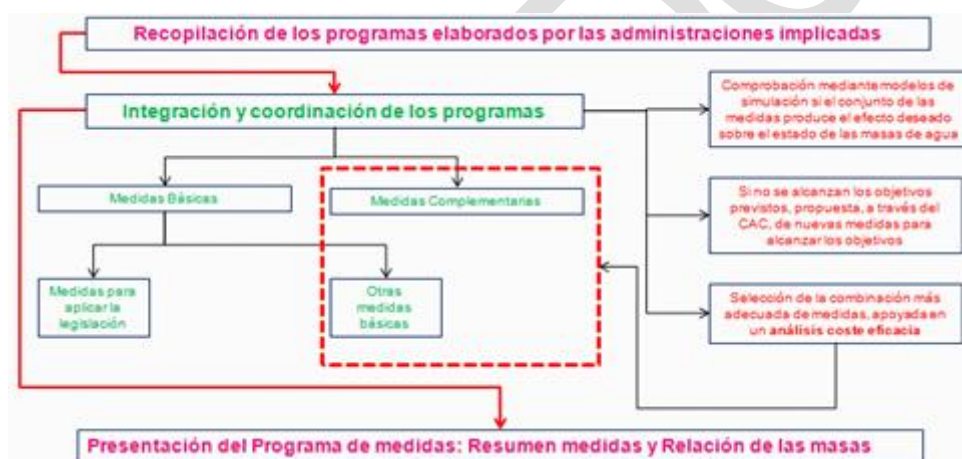 Recopilación de los programas elaborados por las administraciones implicadas
Integración y coordinación de los programas
Comprobación mediante modelos de
simulación si el conjunto de las
medidas produce el efecto deseado
sobre el estado de las masas de agua
Medidas Básicas
Medidas Complementarias
Si no se alcanzan los objetivos
previstos, propuesta, a través del
CAC, de nuevas medidas para
alcanzar los objetivos
Medidas para
aplicar la
legislación
Otras
medidas
básicas
Selección de la combinación más
adecuada de medidas, apoyada en
un análisis coste eficacia
Presentación del Programa de medidas: Resumen medidas y Relación de las masas